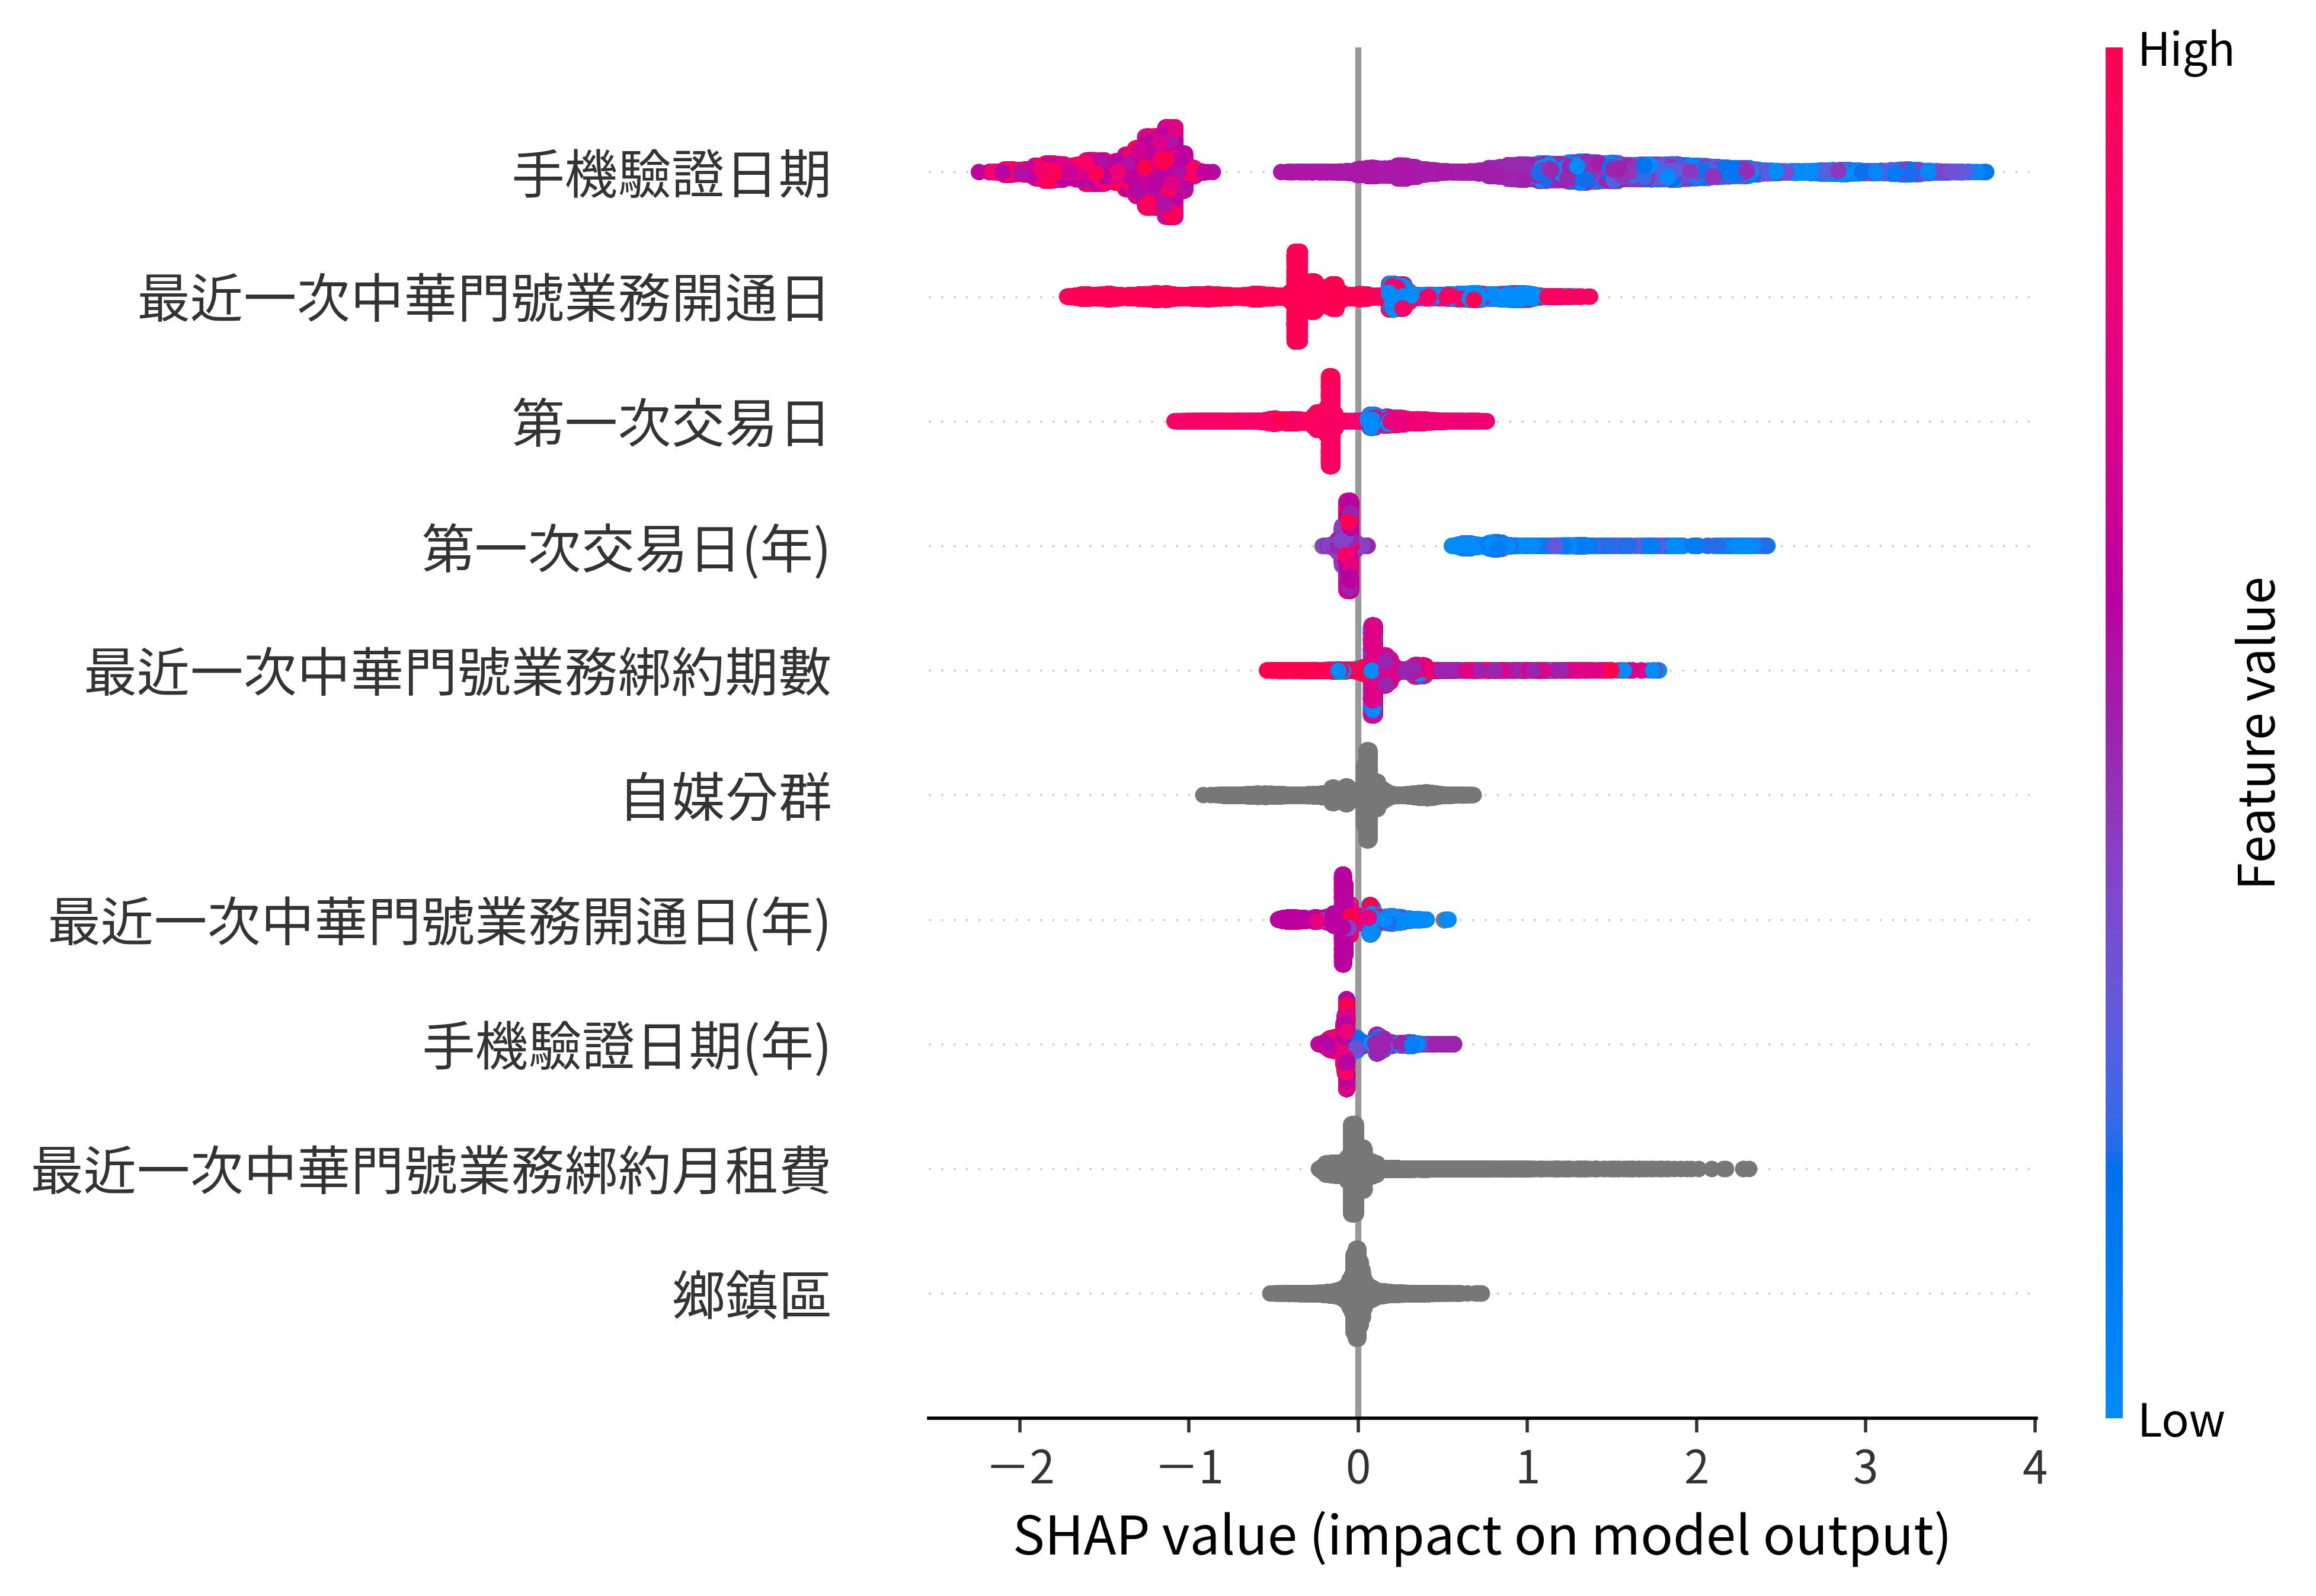 High
手機驗證日期
最近一次中華門號業務開通日
第一次交易日
第一次交易日(年)
最近一次中華門號業務綁約期數
自媒分群
最近一次中華門號業務開通日(年)
手機驗證日期(年)
最近一次中華門號業務綁約月租費
鄉鎮區
Feature value
Low
−2 −1 0 1 2 3 4
SHAP value (impact on model output)